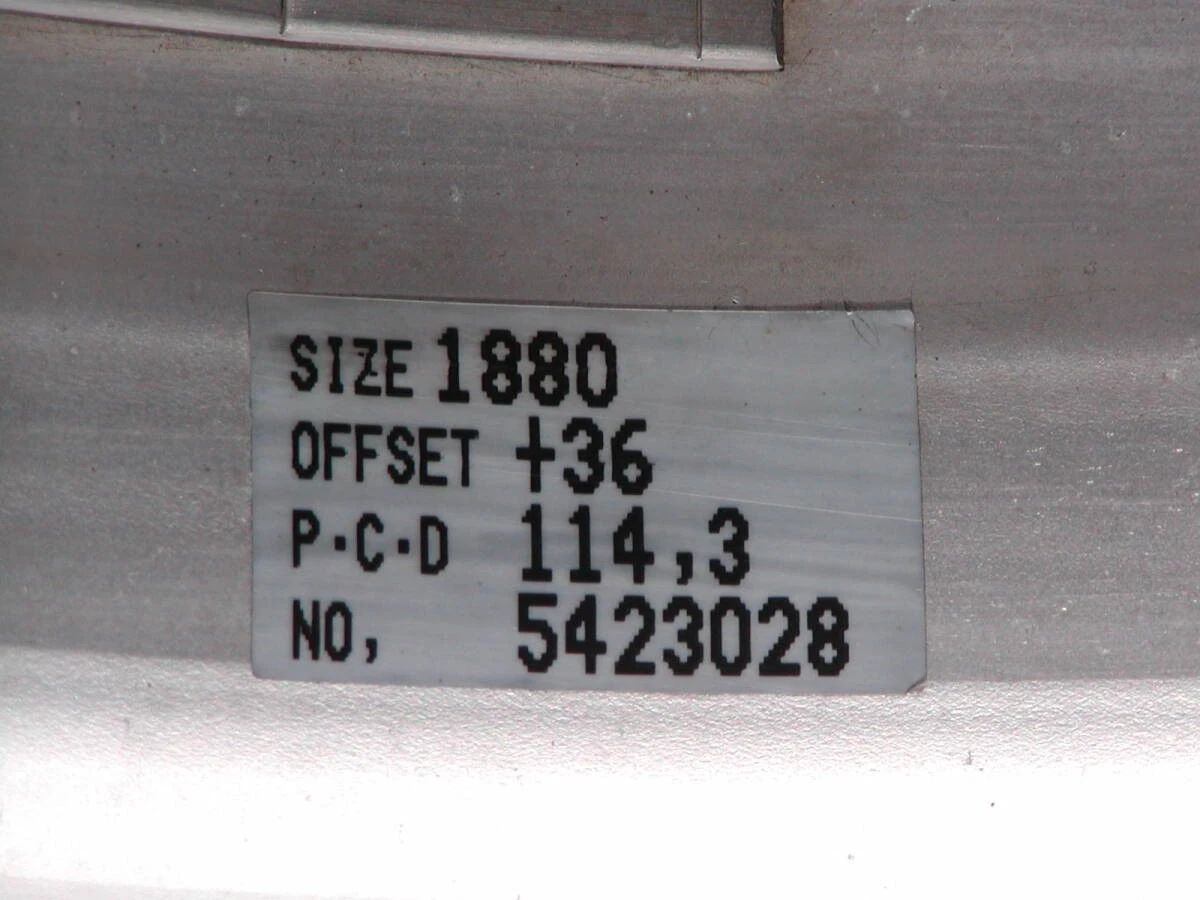 SIZE 1880
OFFSET +36
P·C·D 114,3
NO, 5423028